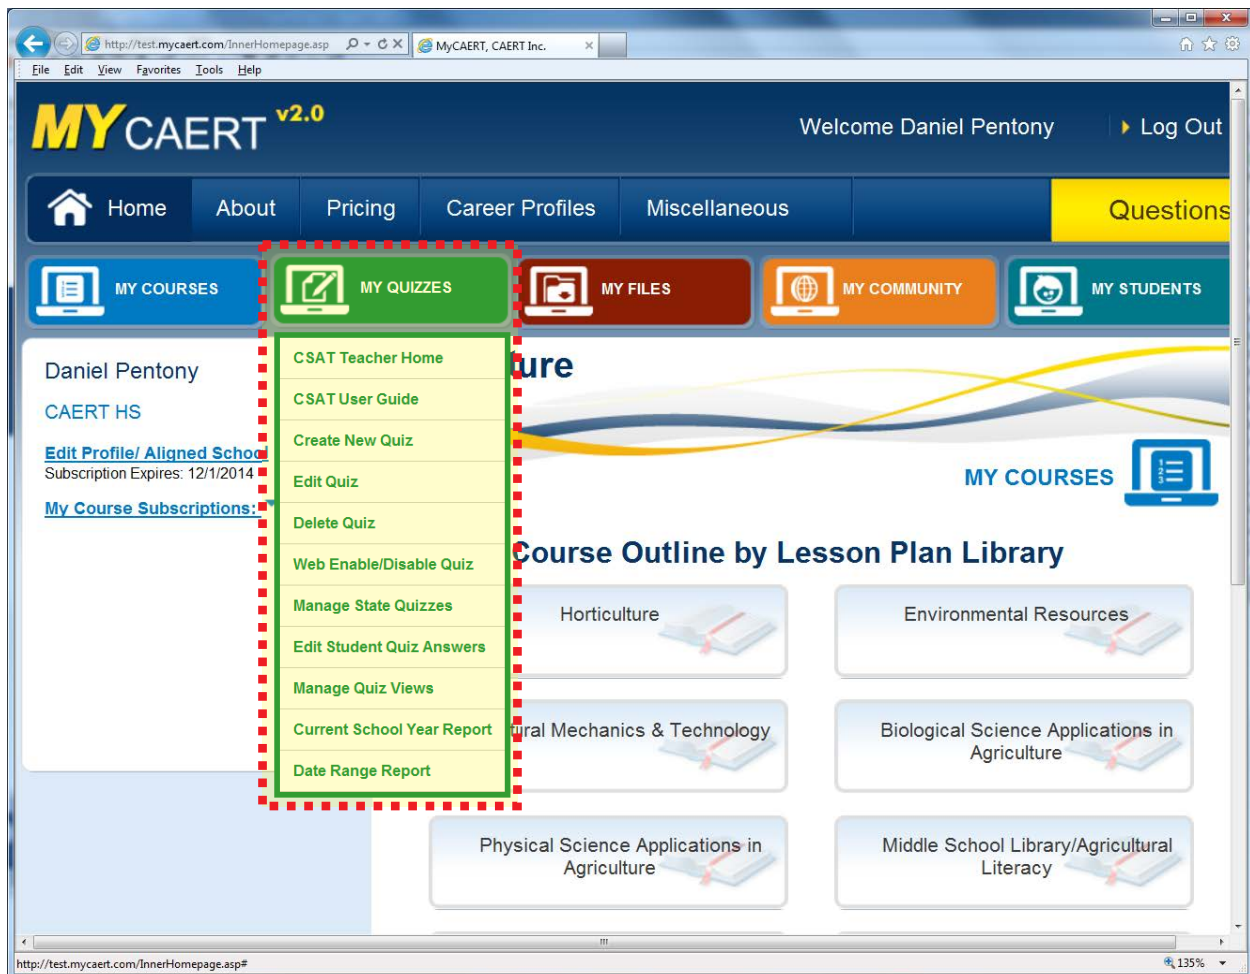 http://test.mycaert.com/InnerHomepage.asp
MyCAERT, CAERT Inc.
File Edit View Favorites Tools Help
MYCAERT v2.0
Welcome Daniel Pentony
Log Out
Home
About
Pricing
Career Profiles
Miscellaneous
Questions
MY COURSES
MY QUIZZES
MY FILES
MY COMMUNITY
MY STUDENTS
Daniel Pentony
CAERT HS
Edit Profile/ Aligned School
Subscription Expires: 12/1/2014
My Course Subscriptions:
CSAT Teacher Home
CSAT User Guide
Create New Quiz
Edit Quiz
Delete Quiz
Web Enable/Disable Quiz
Manage State Quizzes
Edit Student Quiz Answers
Manage Quiz Views
Current School Year Report
Date Range Report
ture
MY COURSES
1
2
3
Course Outline by Lesson Plan Library
Horticulture
Environmental Resources
tural Mechanics & Technology
Biological Science Applications in
Agriculture
Physical Science Applications in
Agriculture
Middle School Library/Agricultural
Literacy
http://test.mycaert.com/InnerHomepage.asp#
135%